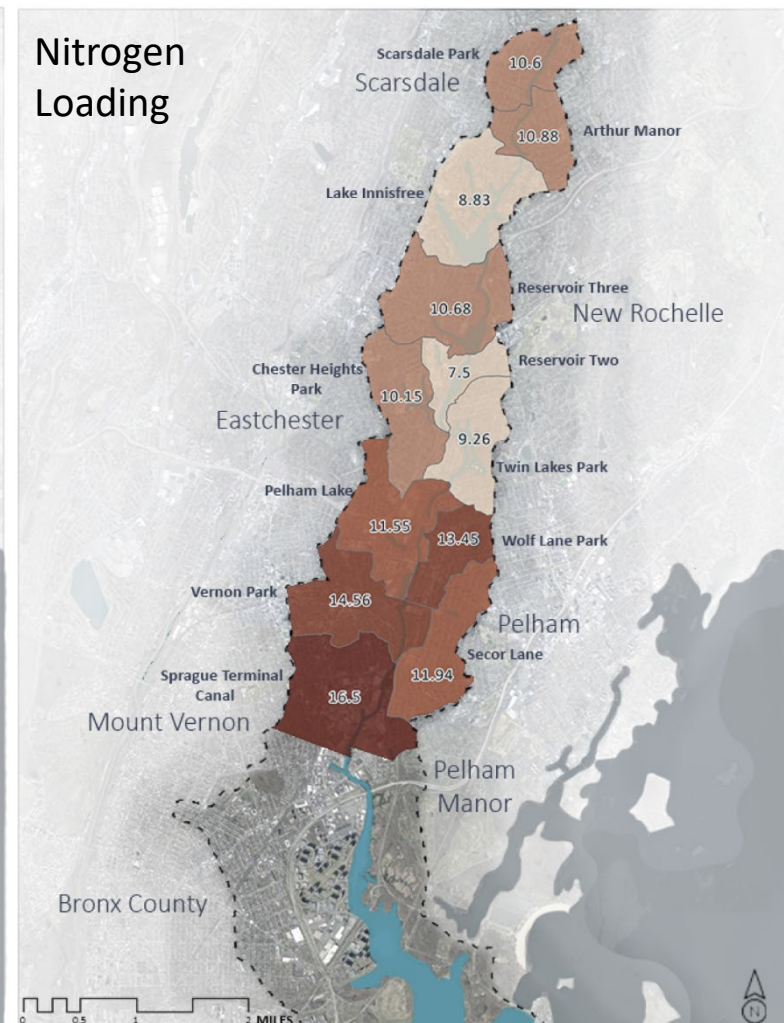 Nitrogen
Loading
Scarsdale Park
Scarsdale
10.6
10.88
Arthur Manor
Lake Innisfree
8.83
Reservoir Three
10.68
New Rochelle
Chester Heights
Park
7.5
Reservoir Two
10.15
Eastchester
9.26
Twin Lakes Park
Pelham Lake
11.55
13.45
Wolf Lane Park
Vernon Park
14.56
Pelham
Secor Lane
Sprague Terminal
Canal
11.94
16.5
Mount Vernon
Pelham
Manor
Bronx County
0 0.5 1 2 MILES
N